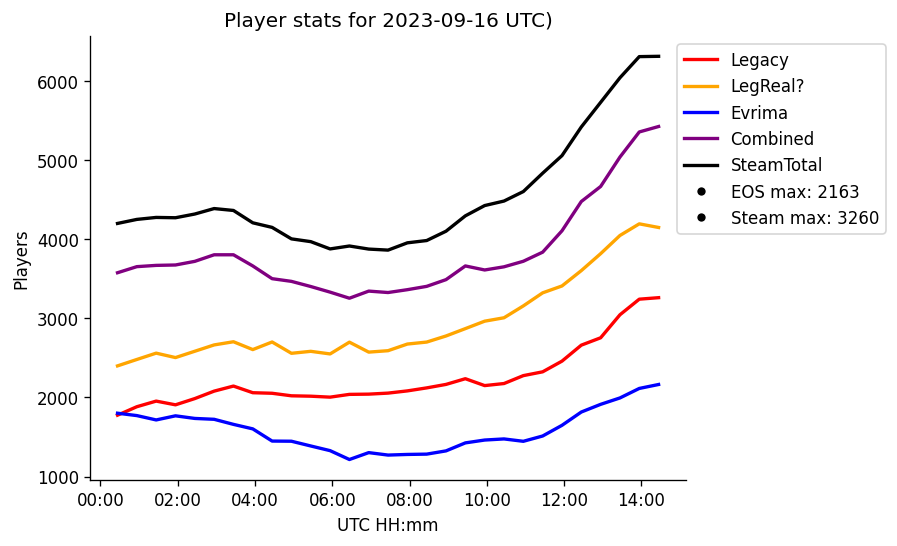 Player stats for 2023-09-16 UTC)
Legacy
LegReal?
Evrima
Combined
SteamTotal
EOS max: 2163
Steam max: 3260
Players
6000
5000
4000
3000
2000
1000
00:00 02:00 04:00 06:00 08:00 10:00 12:00 14:00
UTC HH:mm